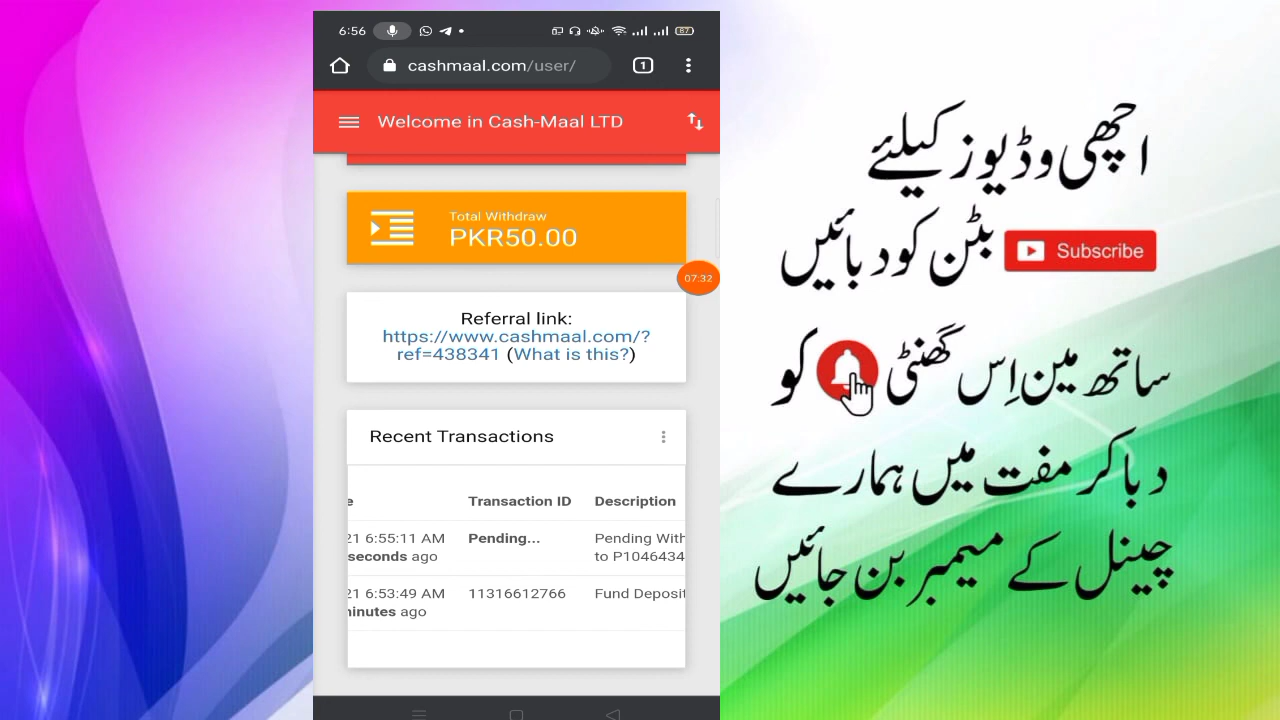 6:56
87
cashmaal.com/user/
1
Welcome in Cash-Maal LTD
Total Withdraw
PKR50.00
07:32
Referral link:
https://www.cashmaal.com/?
ref=438341 (What is this?)
Recent Transactions
e Transaction ID Description
21 6:55:11 AM Pending... Pending With
seconds ago to P1046434
21 6:53:49 AM 11316612766 Fund Deposit
inutes ago
اچھی وڈیوز کیلئے
Subscribe بٹن کو دبائیں
ساتھ مین اِس گھنٹی کو
دبا کر مفت میں ہمارے
چینل کے میمبر بن جائیں